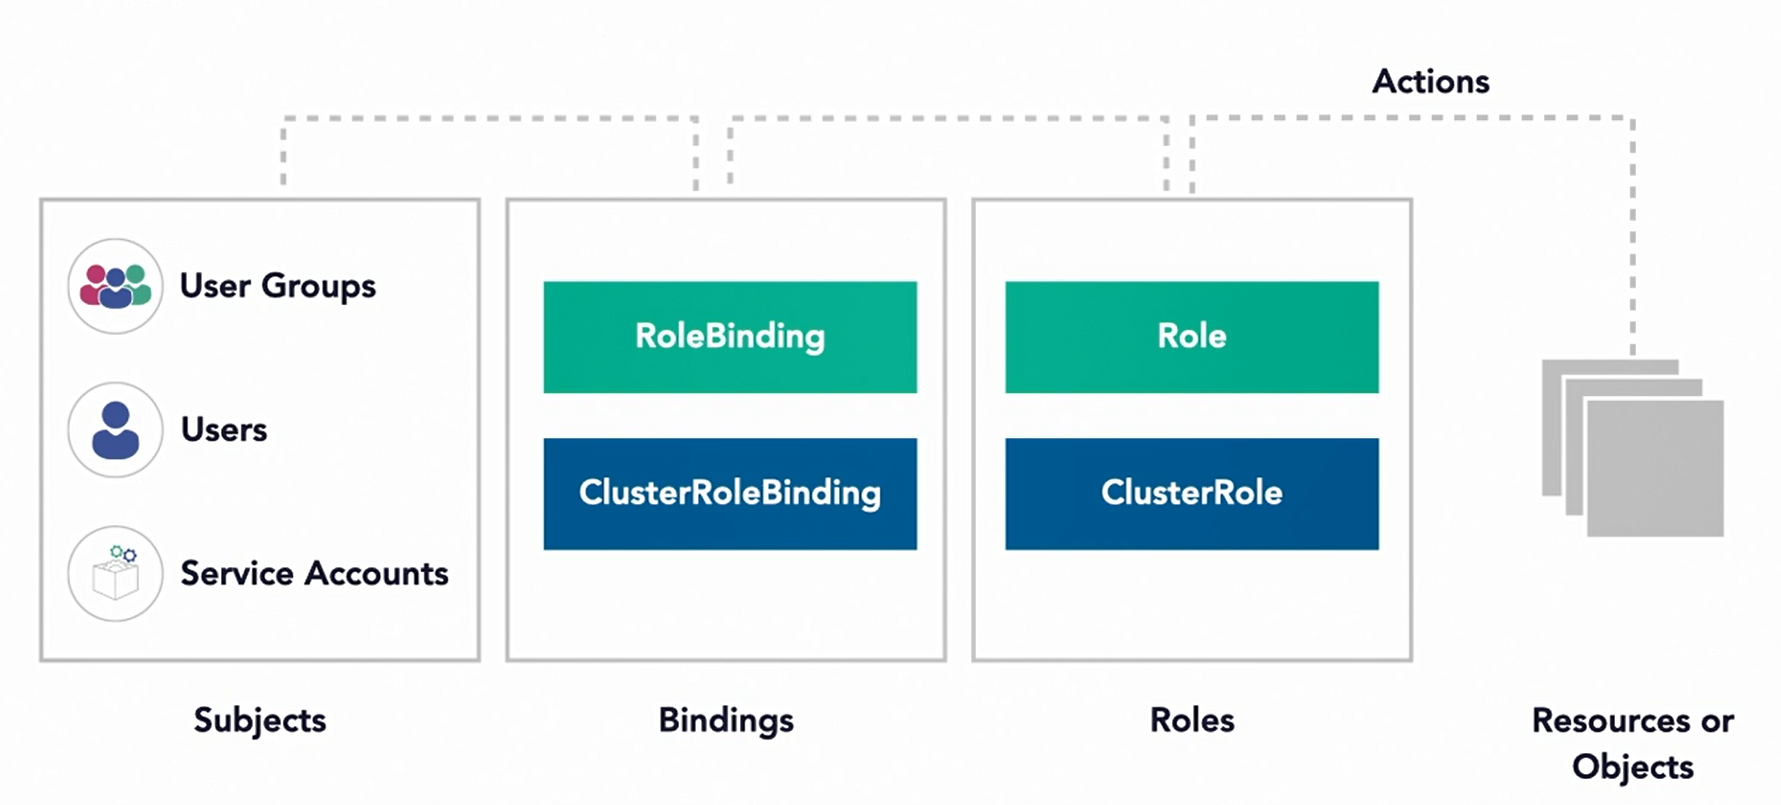 Actions
User Groups
Users
Service Accounts
Subjects
RoleBinding
ClusterRoleBinding
Bindings
Role
ClusterRole
Roles
Resources or
Objects